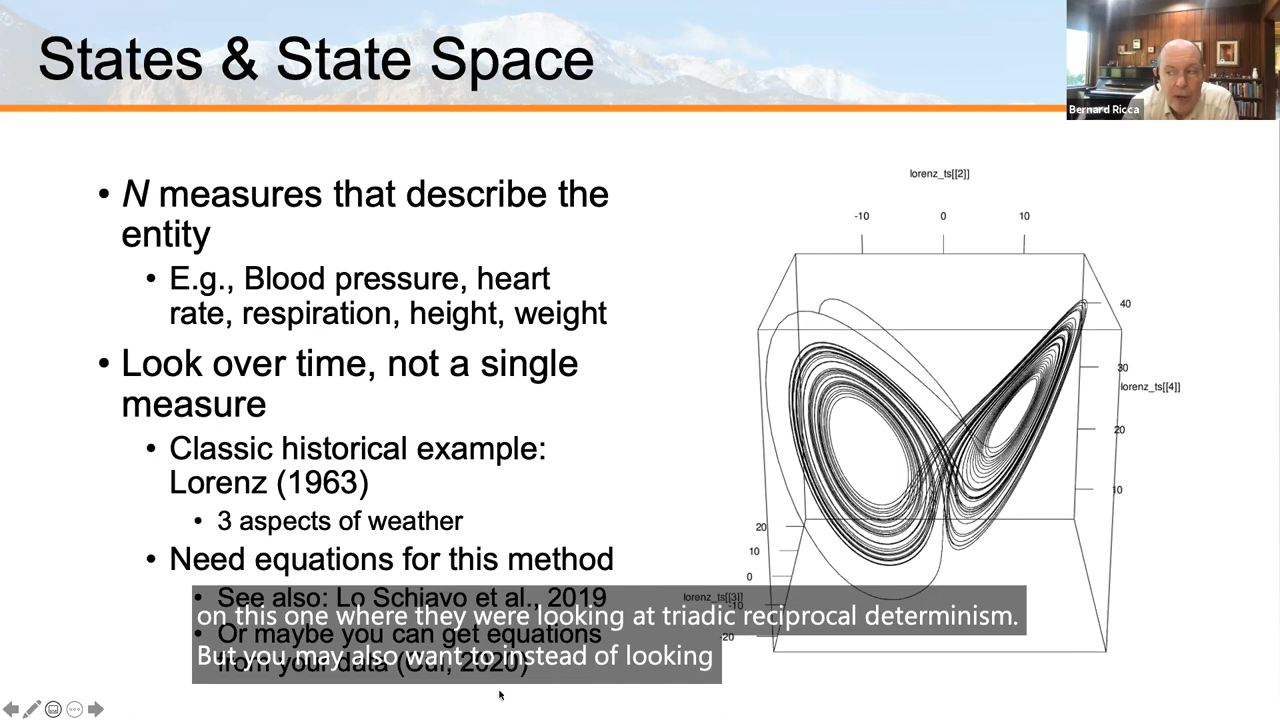 States & State Space
Bernard Ricca
• N measures that describe the
entity
• E.g., Blood pressure, heart
rate, respiration, height, weight
• Look over time, not a single
measure
• Classic historical example:
Lorenz (1963)
• 3 aspects of weather
• Need equations for this method
• See also: Lo Schiavo et al., 2019
• Or maybe you can get equations
from your data (Cui, 2020)
lorenz_ts[[2]]
-10 0 10
40
30
lorenz_ts[[4]]
20
10
20
10
0
lorenz_ts[[3]]
-10
-20
on this one where they were looking at triadic reciprocal determinism.
But you may also want to instead of looking